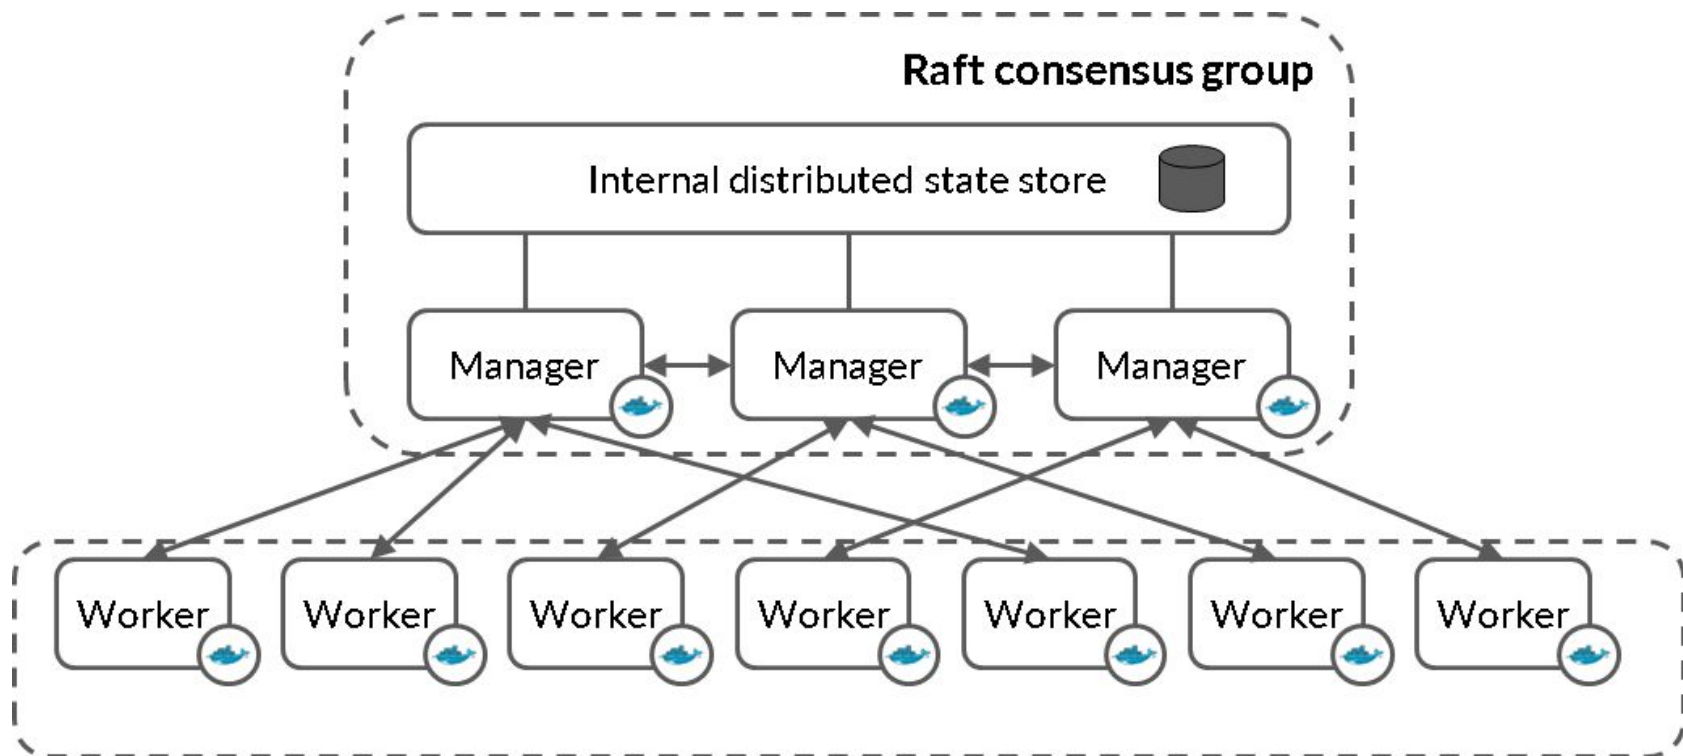 Raft consensus group
Internal distributed state store
Manager
Manager
Manager
Worker
Worker
Worker
Worker
Worker
Worker
Worker